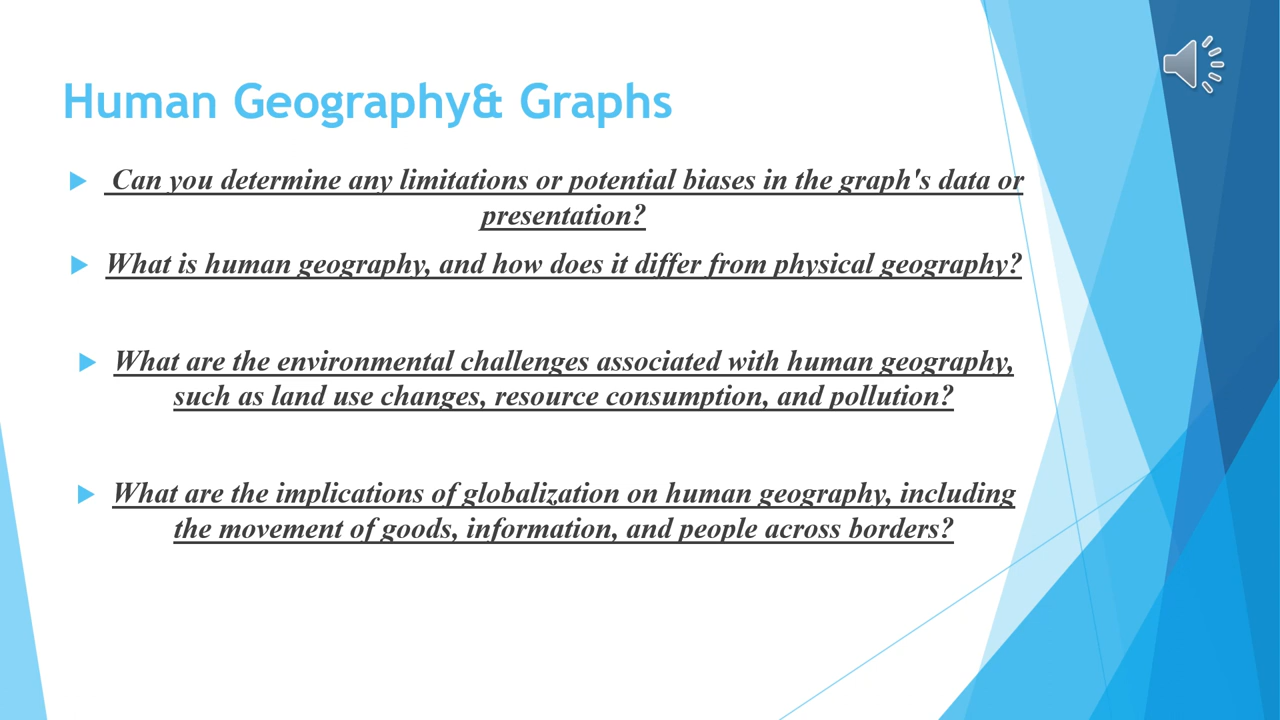 Human Geography& Graphs
Can you determine any limitations or potential biases in the graph's data or
presentation?
What is human geography, and how does it differ from physical geography?
What are the environmental challenges associated with human geography,
such as land use changes, resource consumption, and pollution?
What are the implications of globalization on human geography, including
the movement of goods, information, and people across borders?